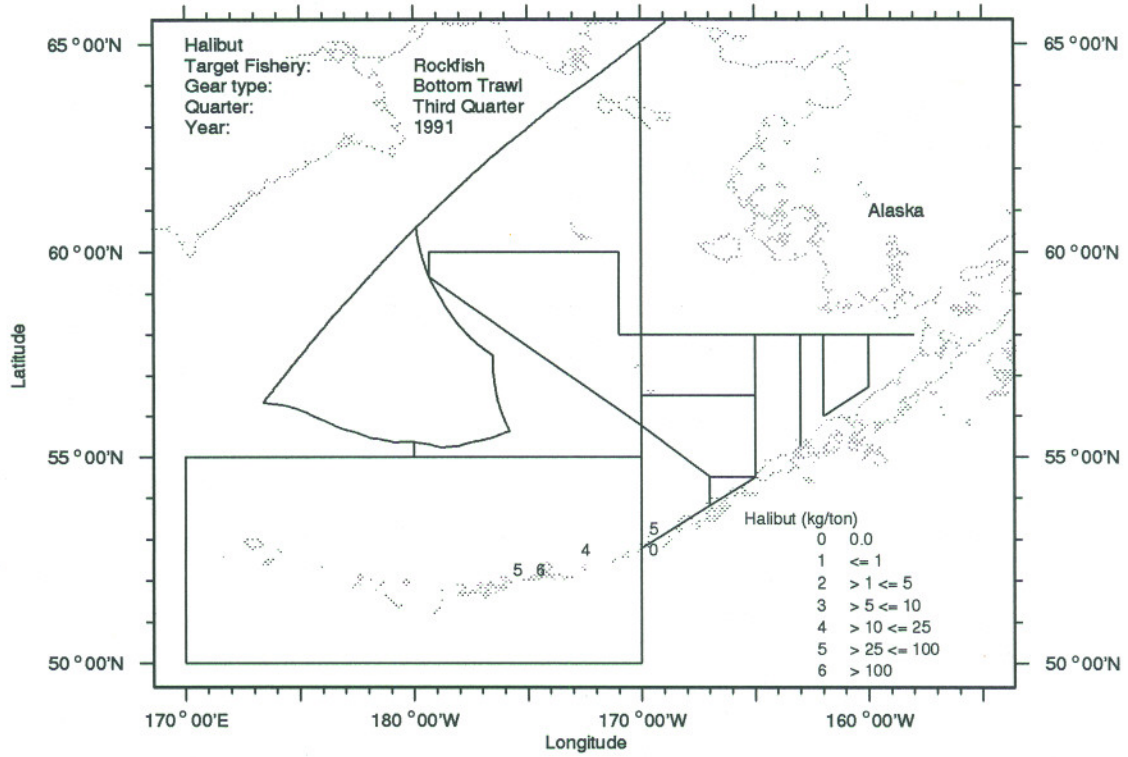 65 °00'N
65 °00'N
Halibut
Target Fishery: Rockfish
Gear type: Bottom Trawl
Quarter: Third Quarter
Year: 1991
Alaska
60 °00'N
60 °00'N
Latitude
55 °00'N
55 °00'N
5
0
4
5 6
Halibut (kg/ton)
0 0.0
1 <= 1
2 > 1 <= 5
3 > 5 <= 10
4 > 10 <= 25
5 > 25 <= 100
6 > 100
50 °00'N
50 °00'N
170 °00'E 180 °00'W 170 °00'W 160 °00'W
Longitude